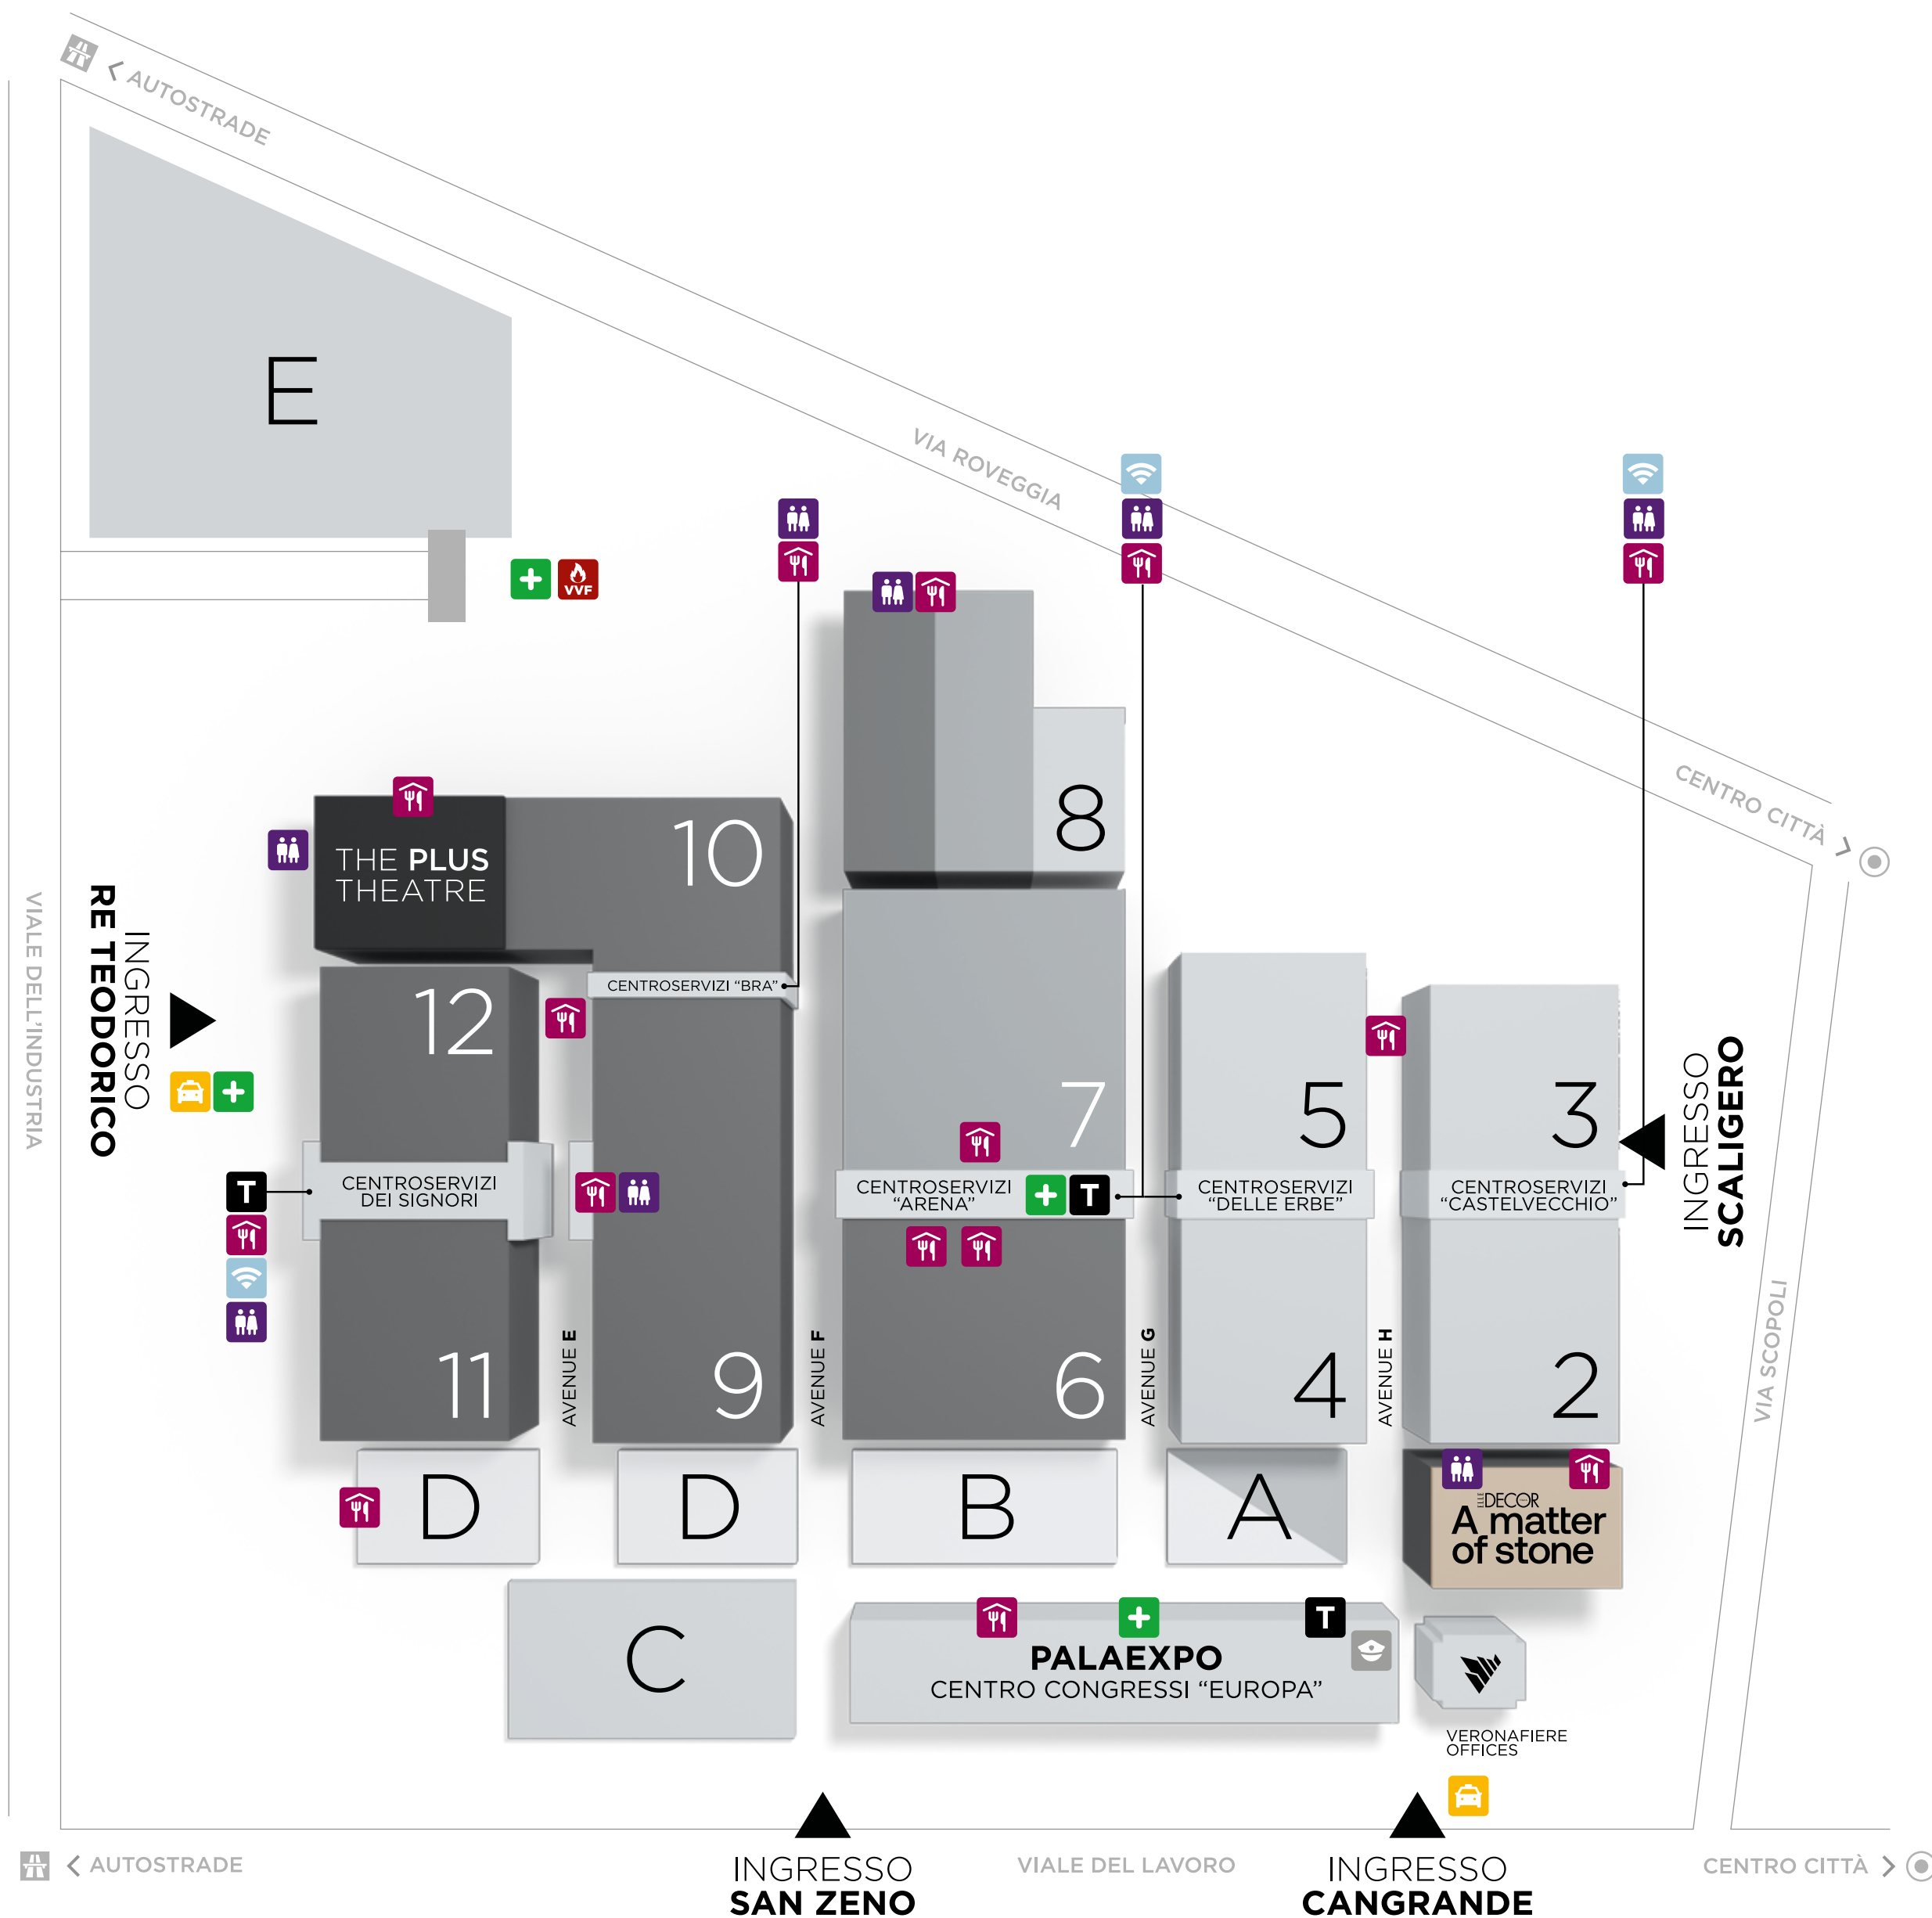 < AUTOSTRADE
E
VIA ROVEGGIA
VVF
CENTRO CITTÀ >
8
10
THE PLUS
THEATRE
VIALE DELL'INDUSTRIA
INGRESSO
RE TEODORICO
12
CENTROSERVIZI "BRA"
7
5
3
INGRESSO
SCALIGERO
T
CENTROSERVIZI
DEI SIGNORI
CENTROSERVIZI
"ARENA"
T
CENTROSERVIZI
"DELLE ERBE"
CENTROSERVIZI
"CASTELVECCHIO"
11
AVENUE E
9
AVENUE F
6
AVENUE G
4
AVENUE H
2
VIA SCOPOLI
D
D
B
A
ELLE DECOR
A matter
of stone
C
T
PALAEXPO
CENTRO CONGRESSI "EUROPA"
VERONAFIERE
OFFICES
< AUTOSTRADE
INGRESSO
SAN ZENO
VIALE DEL LAVORO
INGRESSO
CANGRANDE
CENTRO CITTÀ >